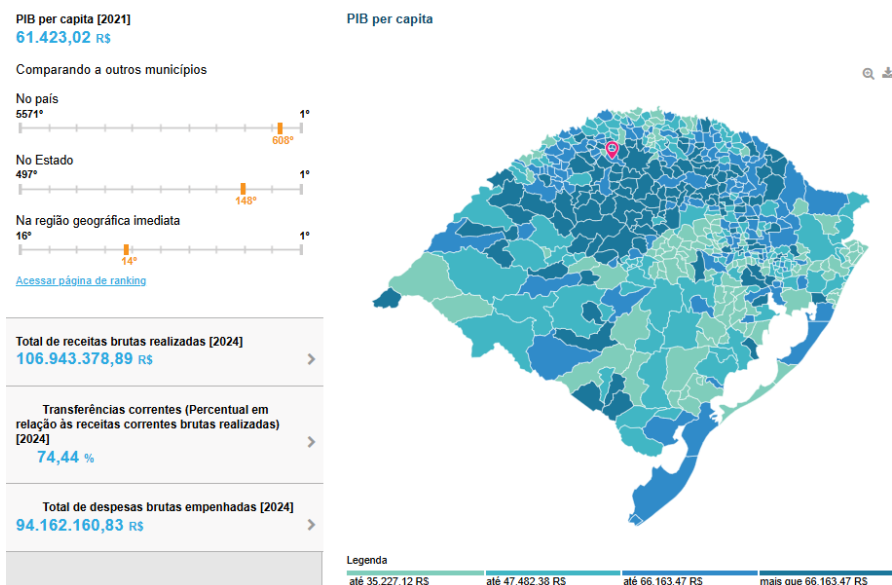 PIB per capita [2021]
61.423,02 R$
Comparando a outros municípios
No país
5571º 1º
608º
No Estado
497º 1º
148º
Na região geográfica imediata
16º 1º
14º
Acessar página de ranking
Total de receitas brutas realizadas [2024]
106.943.378,89 R$
Transferências correntes (Percentual em
relação às receitas correntes brutas realizadas)
[2024]
74,44 %
Total de despesas brutas empenhadas [2024]
94.162.160,83 R$
PIB per capita
Legenda
até 35.227,12 R$ até 47.482,38 R$ até 66.163,47 R$ mais que 66.163,47 R$